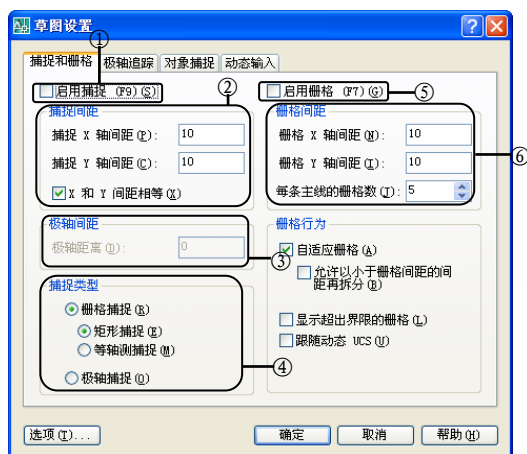 草图设置
①
捕捉和栅格 极轴追踪 对象捕捉 动态输入
启用捕捉 (F9)(S)
②
启用栅格 (F7)(G)
⑤
捕捉间距
捕捉 X 轴间距(P): 10
捕捉 Y 轴间距(C): 10
X 和 Y 间距相等(X)
栅格间距
栅格 X 轴间距(N): 10
栅格 Y 轴间距(I): 10
每条主线的栅格数(J): 5
⑥
极轴间距
极轴距离(D): 0
③
捕捉类型
栅格捕捉(R)
矩形捕捉(E)
等轴测捕捉(M)
极轴捕捉(O)
④
栅格行为
自适应栅格(A)
允许以小于栅格间距的间
距再拆分(B)
显示超出界限的栅格(L)
跟随动态 UCS(U)
选项(T)...
确定
取消
帮助(H)